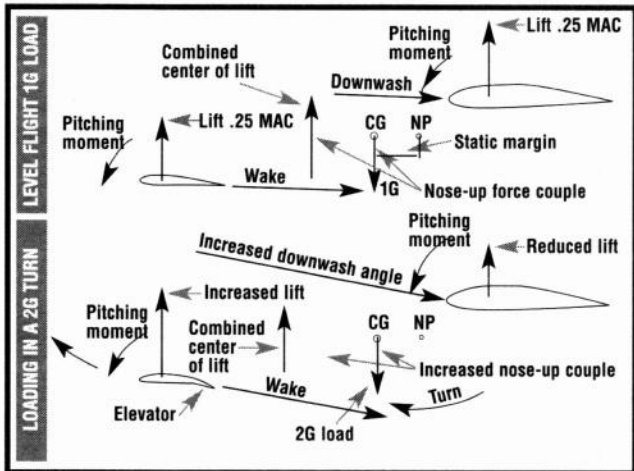 LEVEL FLIGHT 1G LOAD
Lift .25 MAC
Pitching
moment
Combined
center of lift
Downwash
Pitching
moment
Lift .25 MAC
CG
NP
Static margin
Wake
1G
Nose-up force couple
LOADING IN A 2G TURN
Pitching
moment
Increased downwash angle
Reduced lift
Increased lift
Pitching
moment
Combined
center
of lift
CG
NP
Increased nose-up couple
Wake
Turn
Elevator
2G load